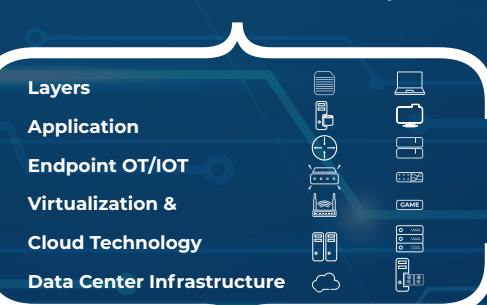 Layers
Application
Endpoint OT/IOT
GAME
Virtualization &
Cloud Technology
Data Center Infrastructure